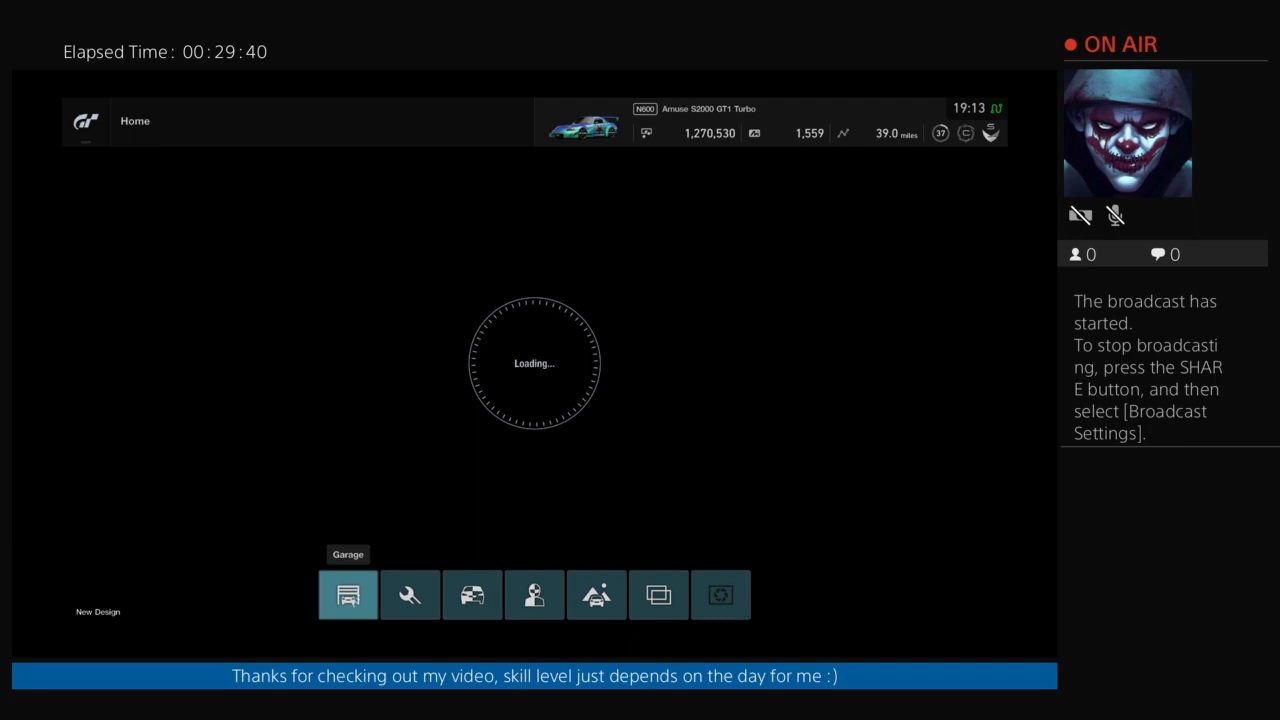 Elapsed Time: 00:29:40
ON AIR
GT
Home
N600 Amuse S2000 GT1 Turbo
19:13
1,270,530
1,559
39.0 miles
37
C
S
0
0
The broadcast has
started.
To stop broadcasti
ng, press the SHAR
E button, and then
select [Broadcast
Settings].
Loading...
Garage
New Design
Thanks for checking out my video, skill level just depends on the day for me :)